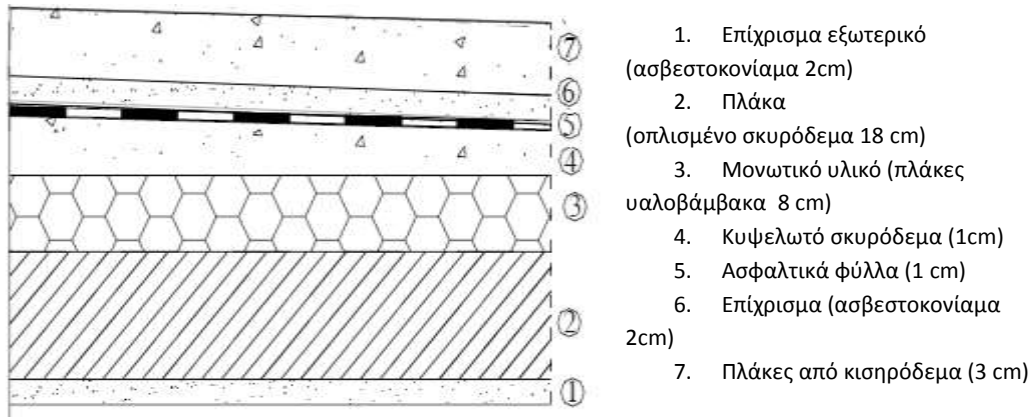 ⑦
⑥
⑤
④
③
②
①
1. Επίχρισμα εξωτερικό
(ασβεστοκονίαμα 2cm)
2. Πλάκα
(οπλισμένο σκυρόδεμα 18 cm)
3. Μονωτικό υλικό (πλάκες
υαλοβάμβακα 8 cm)
4. Κυψελωτό σκυρόδεμα (1cm)
5. Ασφαλτικά φύλλα (1 cm)
6. Επίχρισμα (ασβεστοκονίαμα
2cm)
7. Πλάκες από κισηρόδεμα (3 cm)